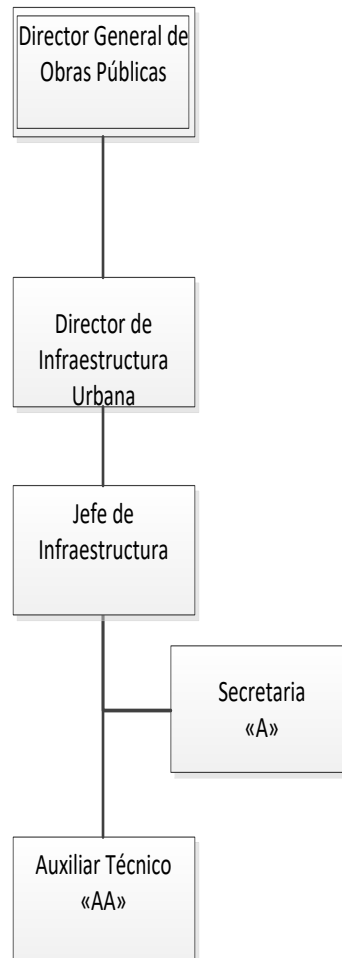 Director General de
Obras Públicas
Director de
Infraestructura
Urbana
Jefe de
Infraestructura
Secretaria
«A»
Auxiliar Técnico
«AA»